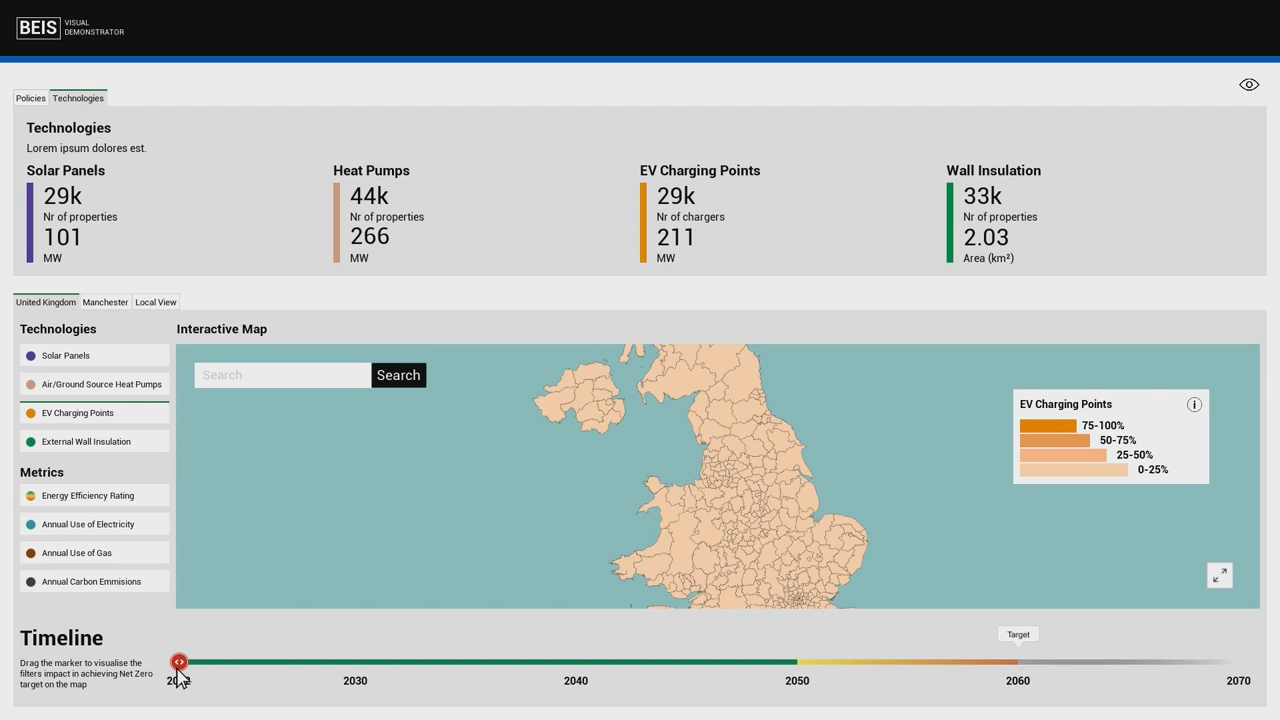 BEIS
VISUAL
DEMONSTRATOR
Policies
Technologies
Technologies
Lorem ipsum dolores est.
Solar Panels
29k
Nr of properties
101
MW
Heat Pumps
44k
Nr of properties
266
MW
EV Charging Points
29k
Nr of chargers
211
MW
Wall Insulation
33k
Nr of properties
2.03
Area (km²)
United Kingdom
Manchester
Local View
Technologies
Solar Panels
Air/Ground Source Heat Pumps
EV Charging Points
External Wall Insulation
Metrics
Energy Efficiency Rating
Annual Use of Electricity
Annual Use of Gas
Annual Carbon Emmisions
Interactive Map
Search
Search
EV Charging Points
i
75-100%
50-75%
25-50%
0-25%
Timeline
Drag the marker to visualise the
filters impact in achieving Net Zero
target on the map
Target
2030
2040
2050
2060
2070